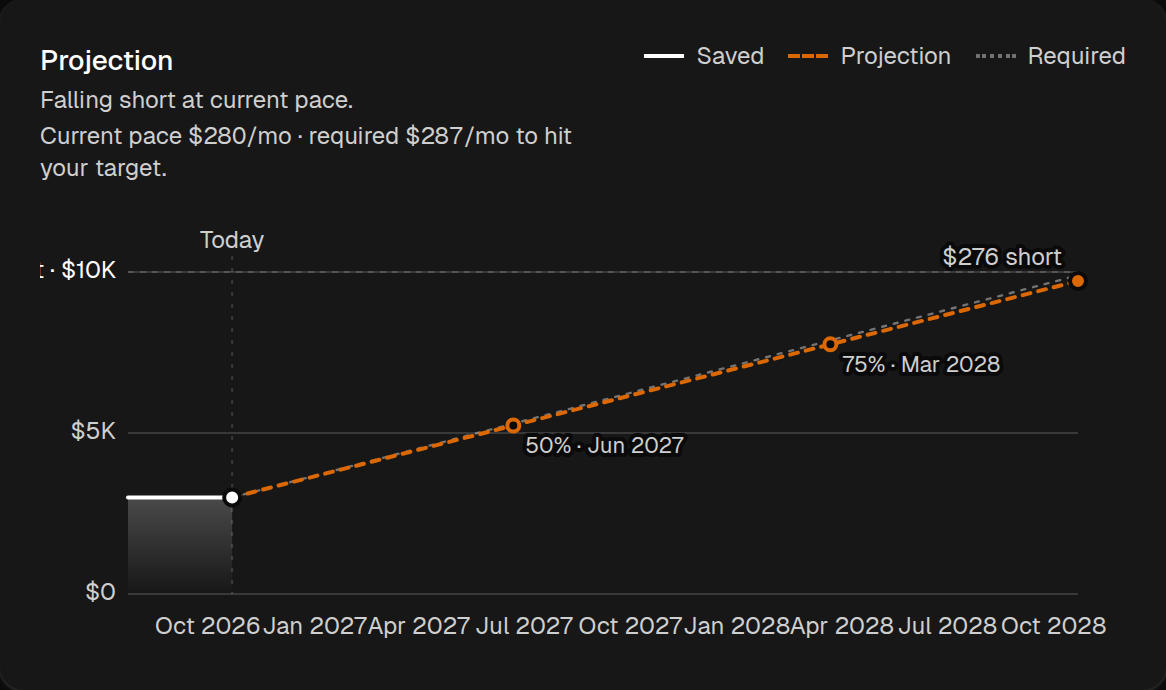 Projection
Saved
Projection
Required
Falling short at current pace.
Current pace $280/mo · required $287/mo to hit
your target.
Today
t · $10K
$276 short
75% · Mar 2028
$5K
50% · Jun 2027
$0
Oct 2026 Jan 2027 Apr 2027 Jul 2027 Oct 2027 Jan 2028 Apr 2028 Jul 2028 Oct 2028